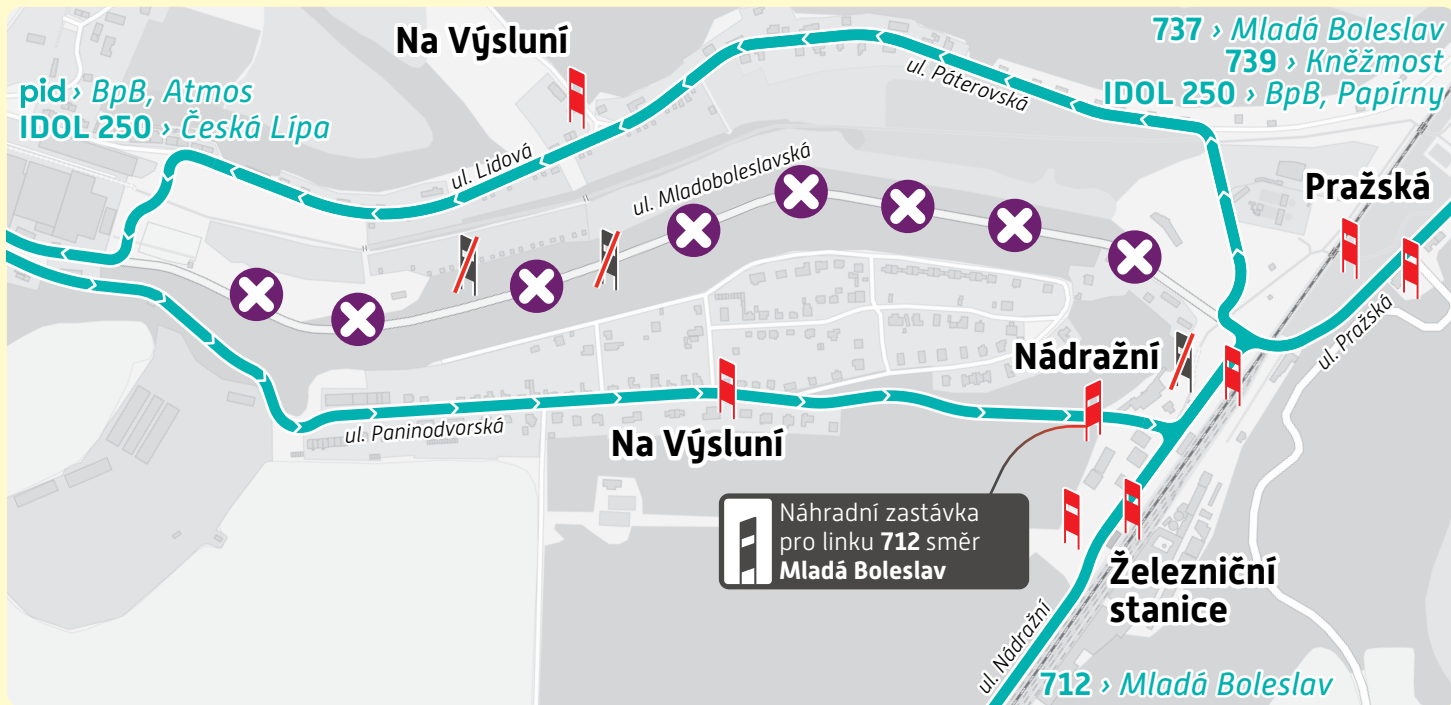 Na Výsluní
737 › Mladá Boleslav
739 › Kněžmost
IDOL 250 › BpB, Papírny
pid › BpB, Atmos
IDOL 250 › Česká Lípa
ul. Páterovská
ul. Lidová
ul. Mladoboleslavská
Pražská
ul. Pražská
Nádražní
ul. Paninodvorská
Na Výsluní
Náhradní zastávka
pro linku 712 směr
Mladá Boleslav
Železniční
stanice
ul. Nádražní
712 › Mladá Boleslav